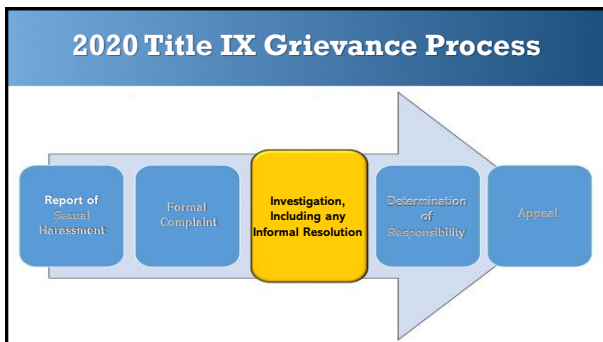 2020 Title IX Grievance Process
Report of
Sexual
Harassment
Formal
Complaint
Investigation,
Including any
Informal Resolution
Determination
of
Responsibility
Appeal